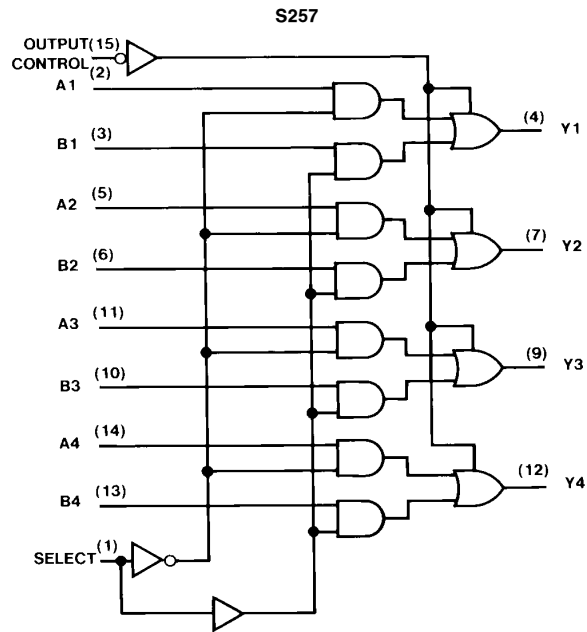 S257
OUTPUT (15)
CONTROL
A1 (2)
B1 (3)
A2 (5)
B2 (6)
A3 (11)
B3 (10)
A4 (14)
B4 (13)
SELECT (1)
(4) Y1
(7) Y2
(9) Y3
(12) Y4